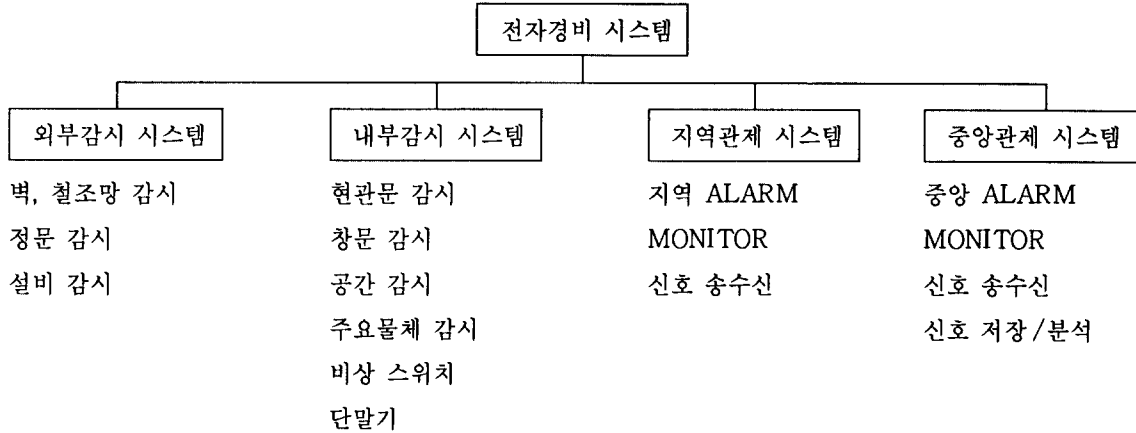 전자경비 시스템
외부감시 시스템
벽, 철조망 감시
정문 감시
설비 감시
내부감시 시스템
현관문 감시
창문 감시
공간 감시
주요물체 감시
비상 스위치
단말기
지역관제 시스템
지역 ALARM
MONITOR
신호 송수신
중앙관제 시스템
중앙 ALARM
MONITOR
신호 송수신
신호 저장/분석